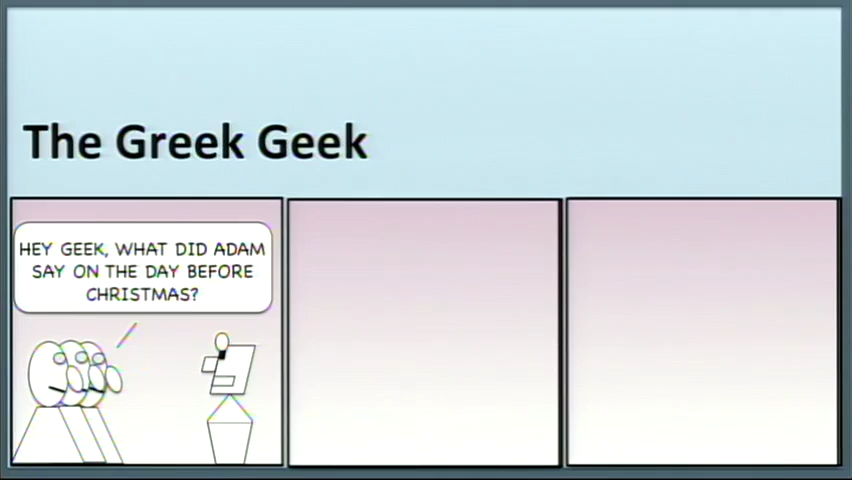 The Greek Geek
HEY GEEK, WHAT DID ADAM
SAY ON THE DAY BEFORE
CHRISTMAS?